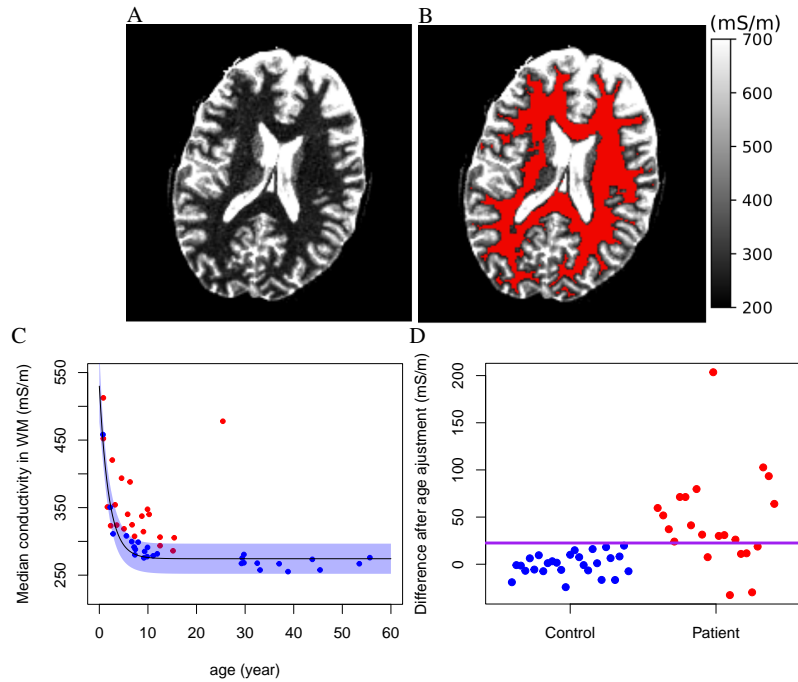 A
B
(mS/m)
700
600
500
400
300
200
C
Median conductivity in WM (mS/m)
550
450
350
250
0
10
20
30
40
50
60
age (year)
D
Difference after age ajustment (mS/m)
200
150
100
50
0
Control
Patient